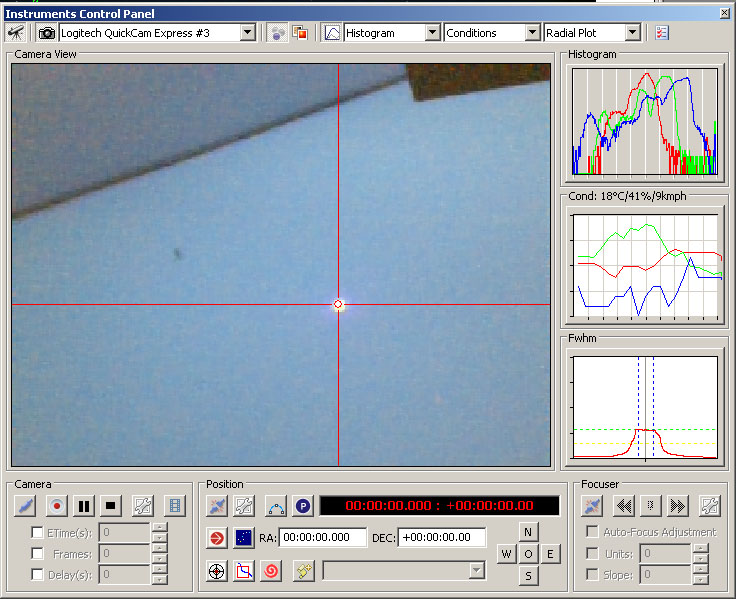 Instruments Control Panel
Logitech QuickCam Express #3 Histogram Conditions Radial Plot
Camera View
Histogram
Cond: 18°C/41%/9kmph
Fwhm
Camera
ETime(s): 0
Frames: 0
Delay(s): 0
Position
P 00:00:00.000 : +00:00:00.00
RA: 00:00:00.000 DEC: +00:00:00.00
N
W O E
S
Focuser
Auto-Focus Adjustment
Units: 0
Slope: 0